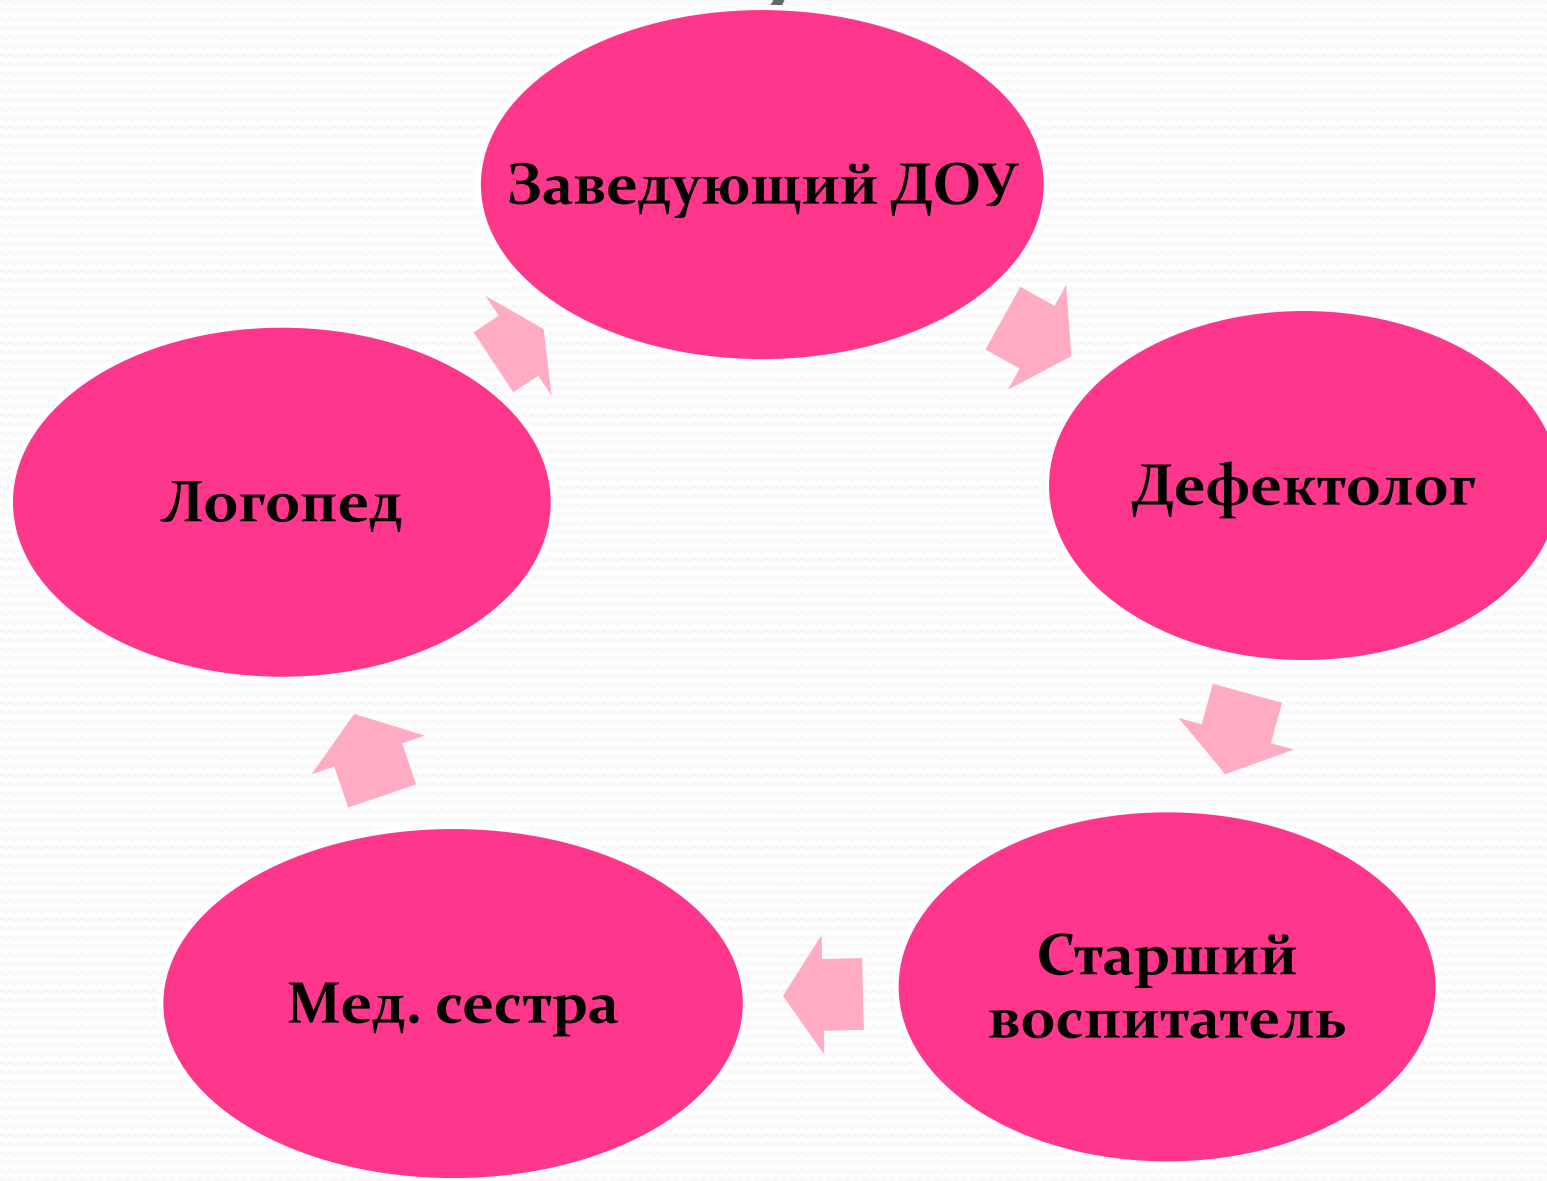 Заведующий ДОУ
Дефектолог
Старший
воспитатель
Мед. сестра
Логопед